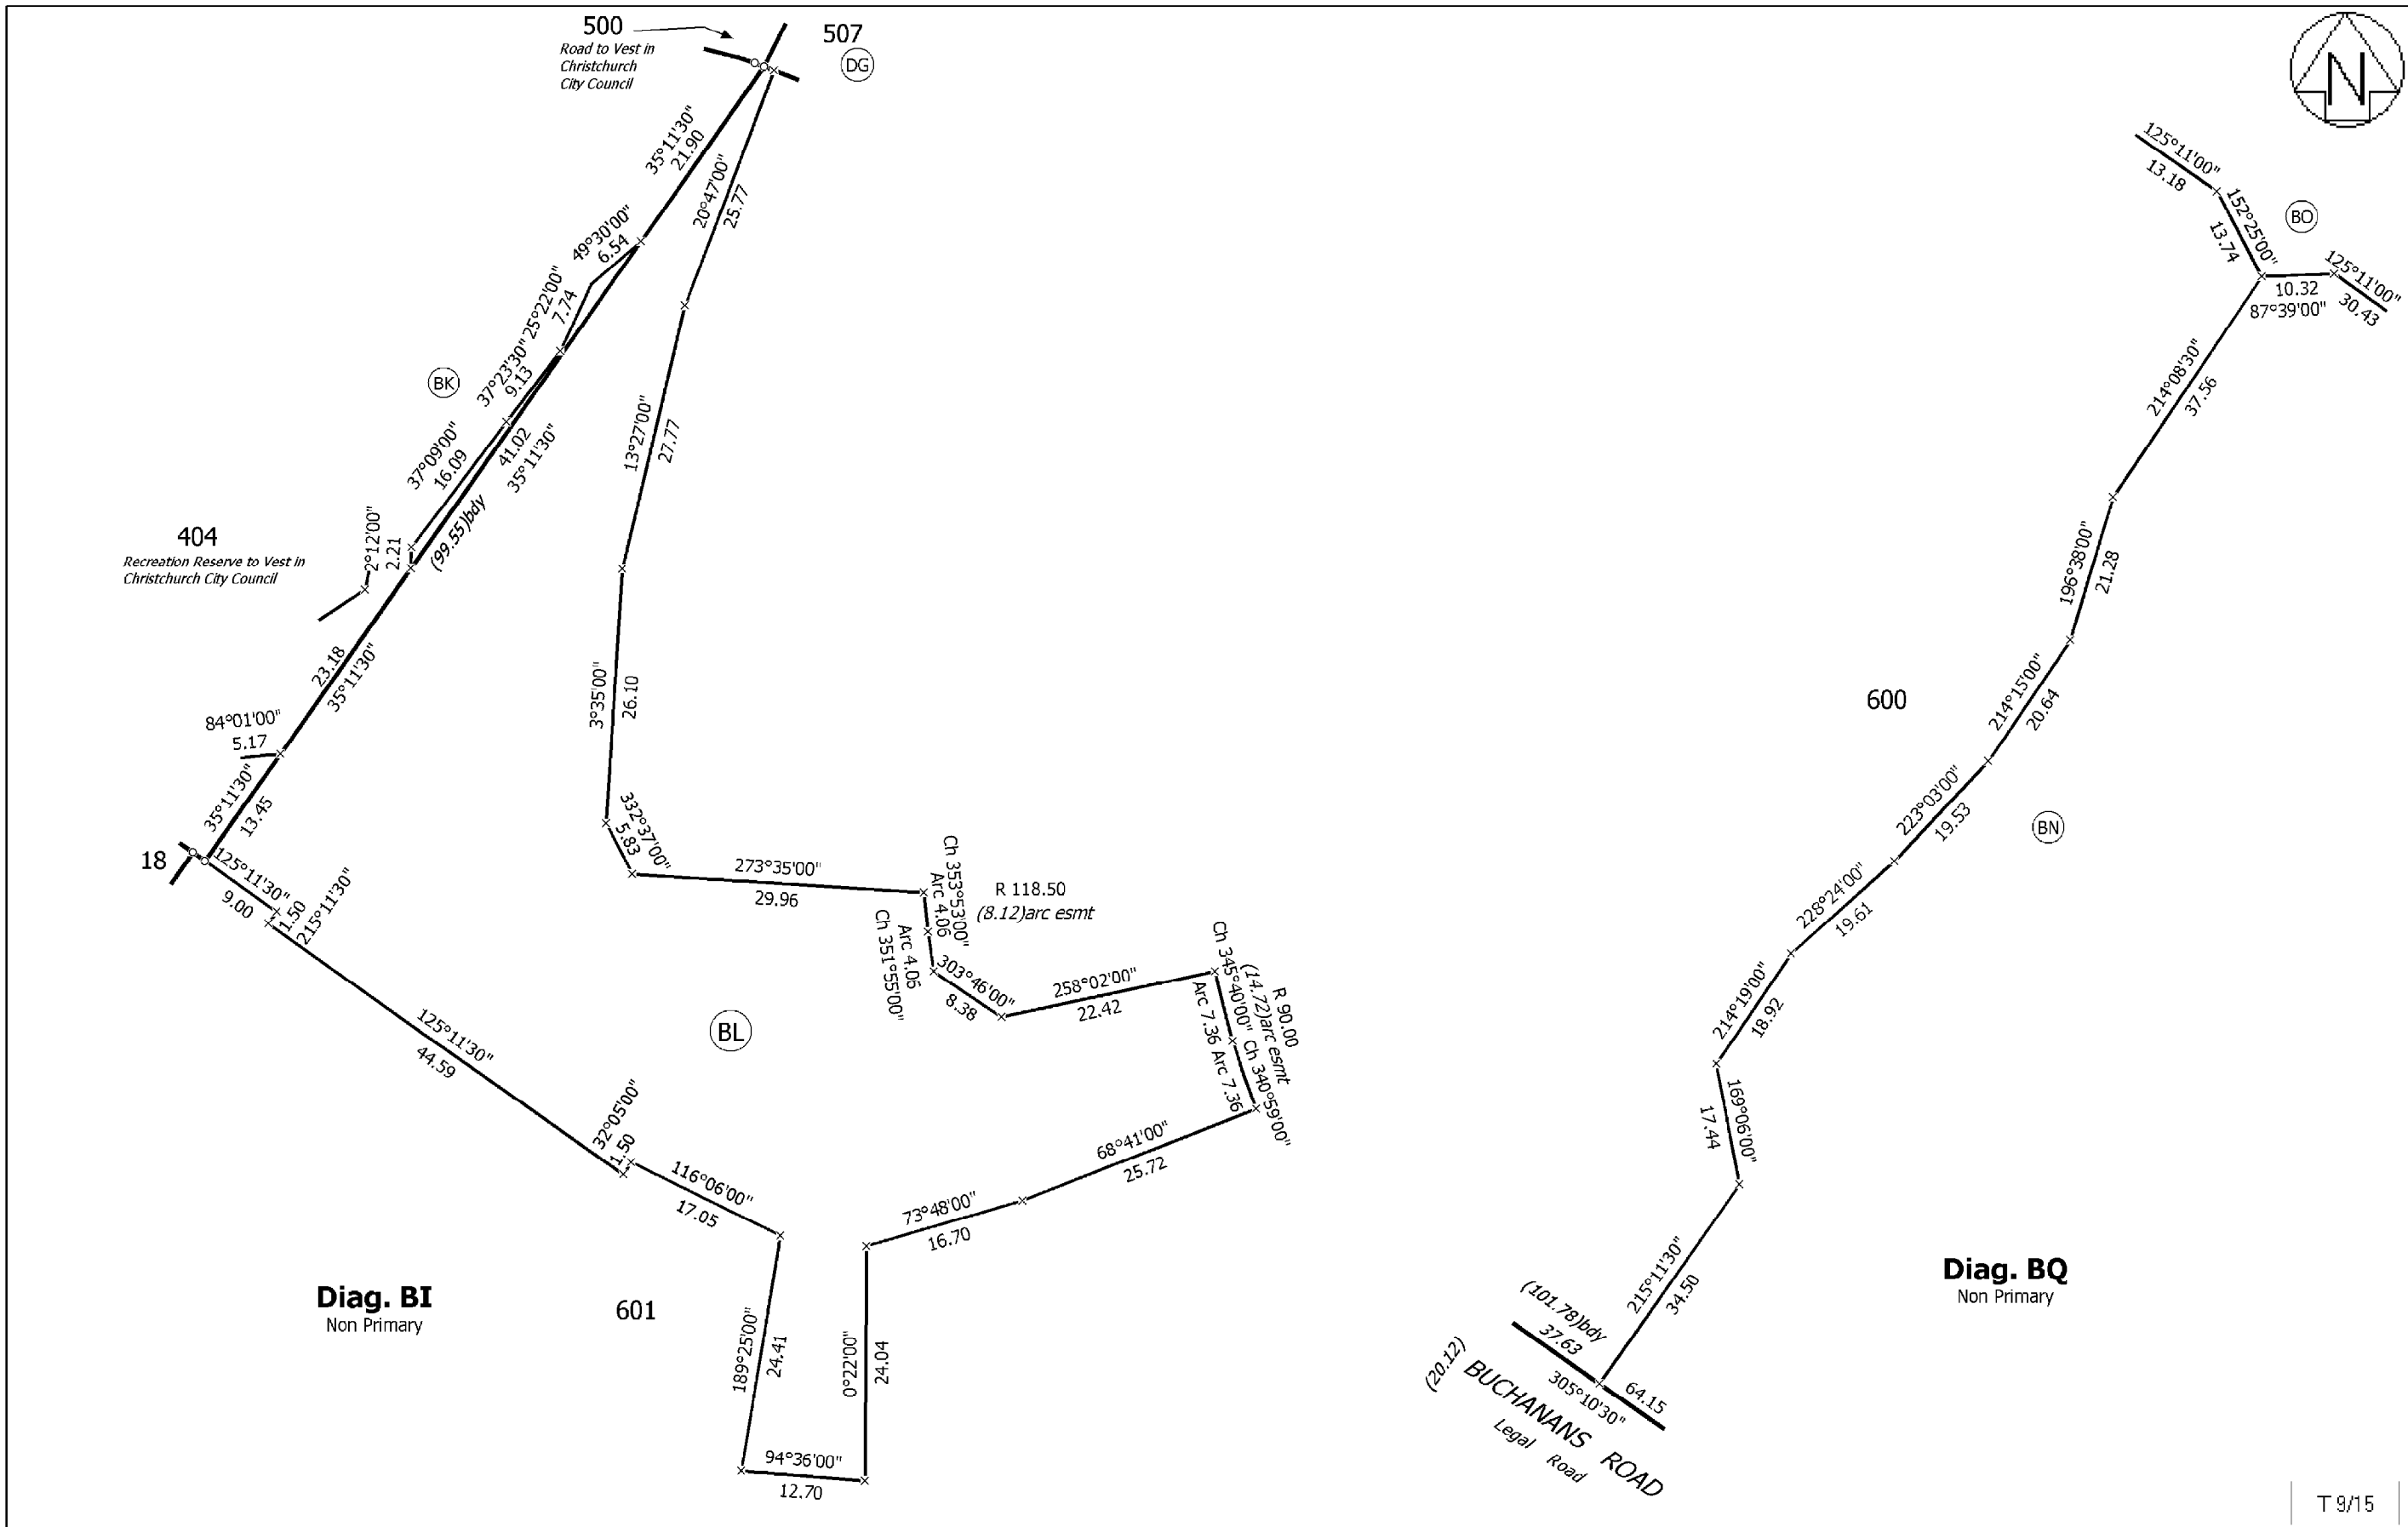 500
Road to Vest in
Christchurch
City Council
507
DG
N
35°11'30"
21.90
20°47'00"
25.77
49°30'00"
6.54
25°22'00"
7.74
37°23'30"
9.13
BK
37°09'00"
16.09
41.02
35°11'30"
(99.55)bdy
13°27'00"
27.77
404
Recreation Reserve to Vest in
Christchurch City Council
2°12'00"
2.21
23.18
35°11'30"
84°01'00"
5.17
35°11'30"
13.45
3°35'00"
26.10
332°37'00"
5.83
18
125°11'30"
9.00
1.50
215°11'30"
273°35'00"
29.96
Ch 353°53'00"
Arc 4.06
R 118.50
(8.12)arc esmt
Arc 4.06
Ch 351°55'00"
303°46'00"
8.38
258°02'00"
22.42
Ch 345°40'00"
Arc 7.36
R 90.00
(14.72)arc esmt
Ch 340°59'00"
Arc 7.36
BL
125°11'30"
44.59
32°05'00"
1.50
116°06'00"
17.05
68°41'00"
25.72
73°48'00"
16.70
Diag. BI
Non Primary
601
189°25'00"
24.41
0°22'00"
24.04
94°36'00"
12.70
125°11'00"
13.18
152°25'00"
13.74
BO
125°11'00"
30.43
10.32
87°39'00"
214°08'30"
37.56
196°38'00"
21.28
600
214°15'00"
20.64
223°03'00"
19.53
BN
228°24'00"
19.61
214°19'00"
18.92
169°06'00"
17.44
215°11'30"
34.50
Diag. BQ
Non Primary
(101.78)bdy
37.63
(20.12)
305°10'30"
64.15
BUCHANANS ROAD
Legal Road
T 9/15